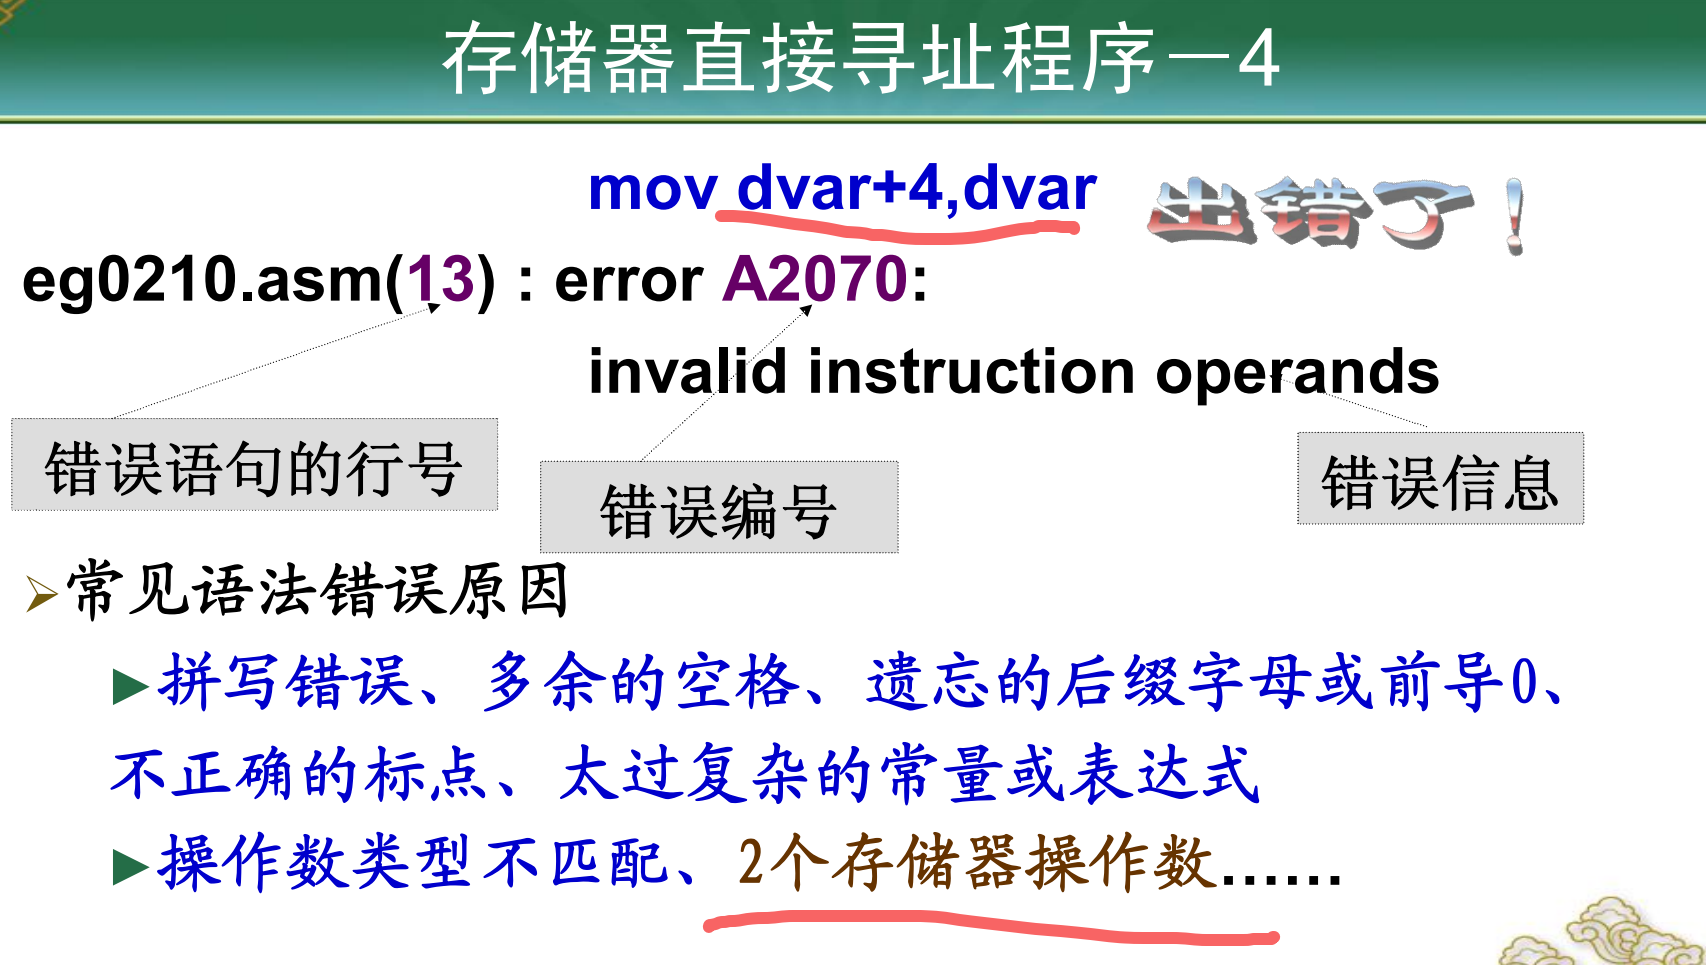 存储器直接寻址程序－4
mov dvar+4,dvar 出错了！
eg0210.asm(13) : error A2070:
invalid instruction operands
错误语句的行号
错误编号
错误信息
常见语法错误原因
拼写错误、多余的空格、遗忘的后缀字母或前导0、
不正确的标点、太过复杂的常量或表达式
操作数类型不匹配、2个存储器操作数……